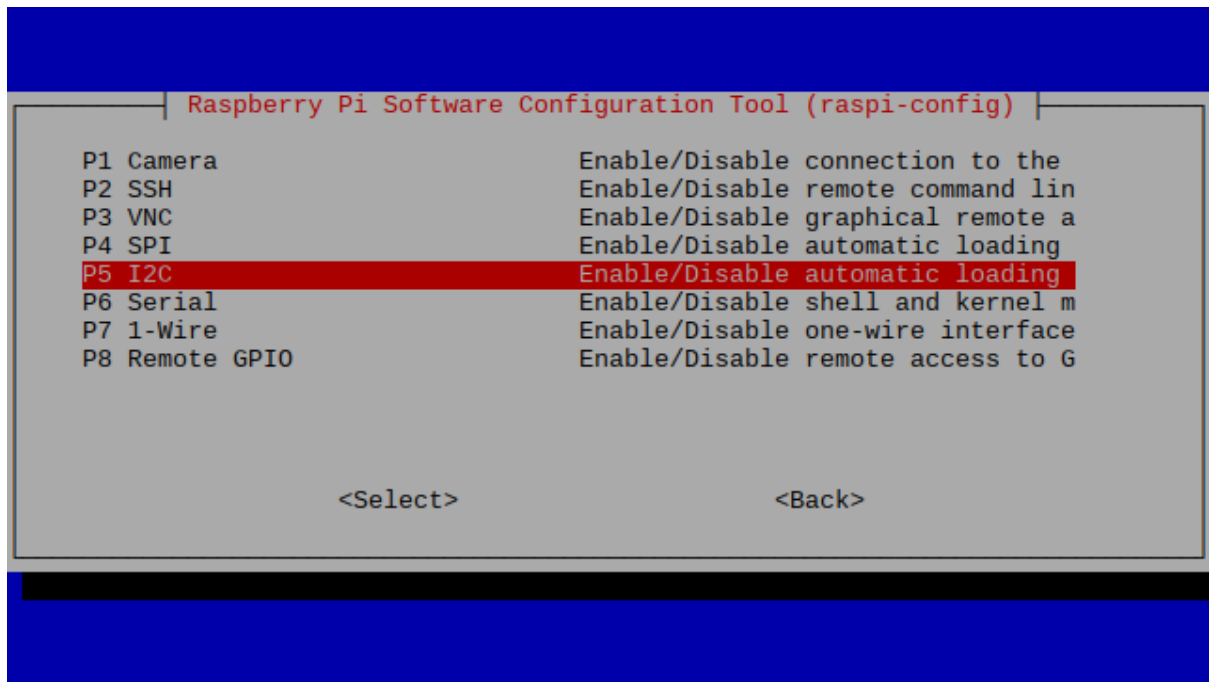 Raspberry Pi Software Configuration Tool (raspi-config)
P1 Camera Enable/Disable connection to the
P2 SSH Enable/Disable remote command lin
P3 VNC Enable/Disable graphical remote a
P4 SPI Enable/Disable automatic loading
P5 I2C Enable/Disable automatic loading
P6 Serial Enable/Disable shell and kernel m
P7 1-Wire Enable/Disable one-wire interface
P8 Remote GPIO Enable/Disable remote access to G
<Select> <Back>